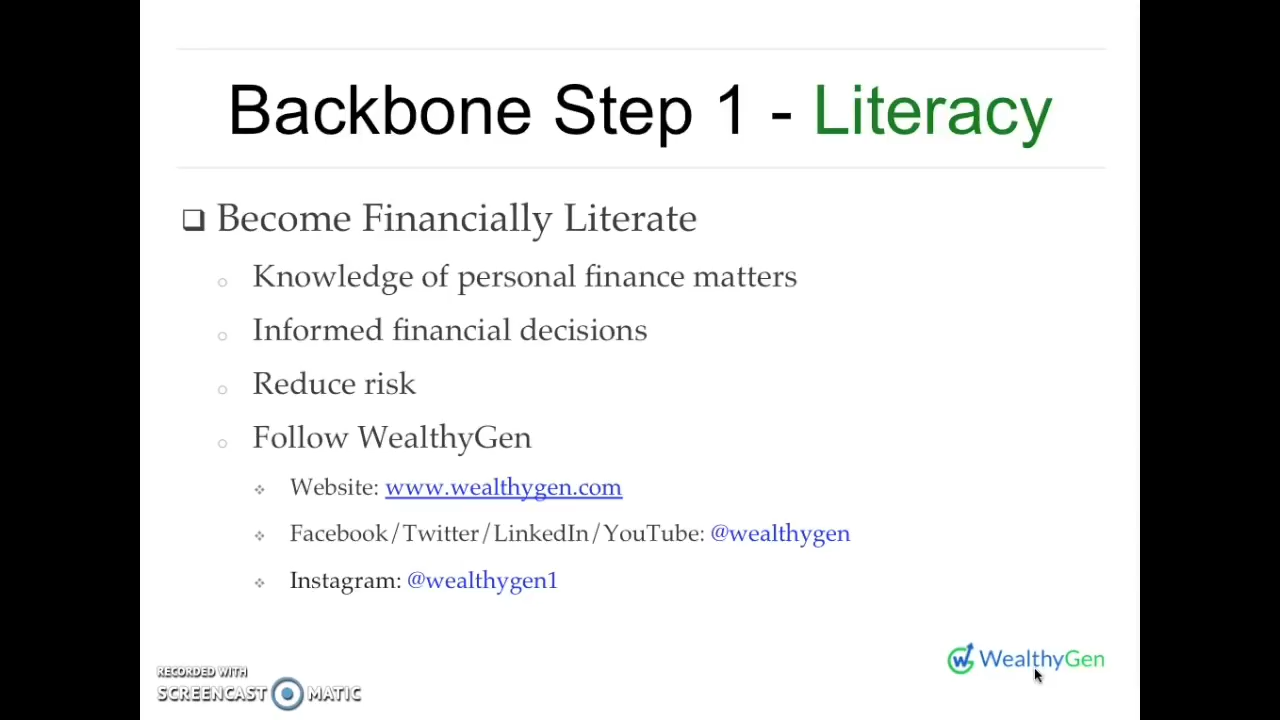 Backbone Step 1 - Literacy
Become Financially Literate
Knowledge of personal finance matters
Informed financial decisions
Reduce risk
Follow WealthyGen
Website: www.wealthygen.com
Facebook/Twitter/LinkedIn/YouTube: @wealthygen
Instagram: @wealthygen1
WealthyGen
RECORDED WITH
SCREENCAST MATIC